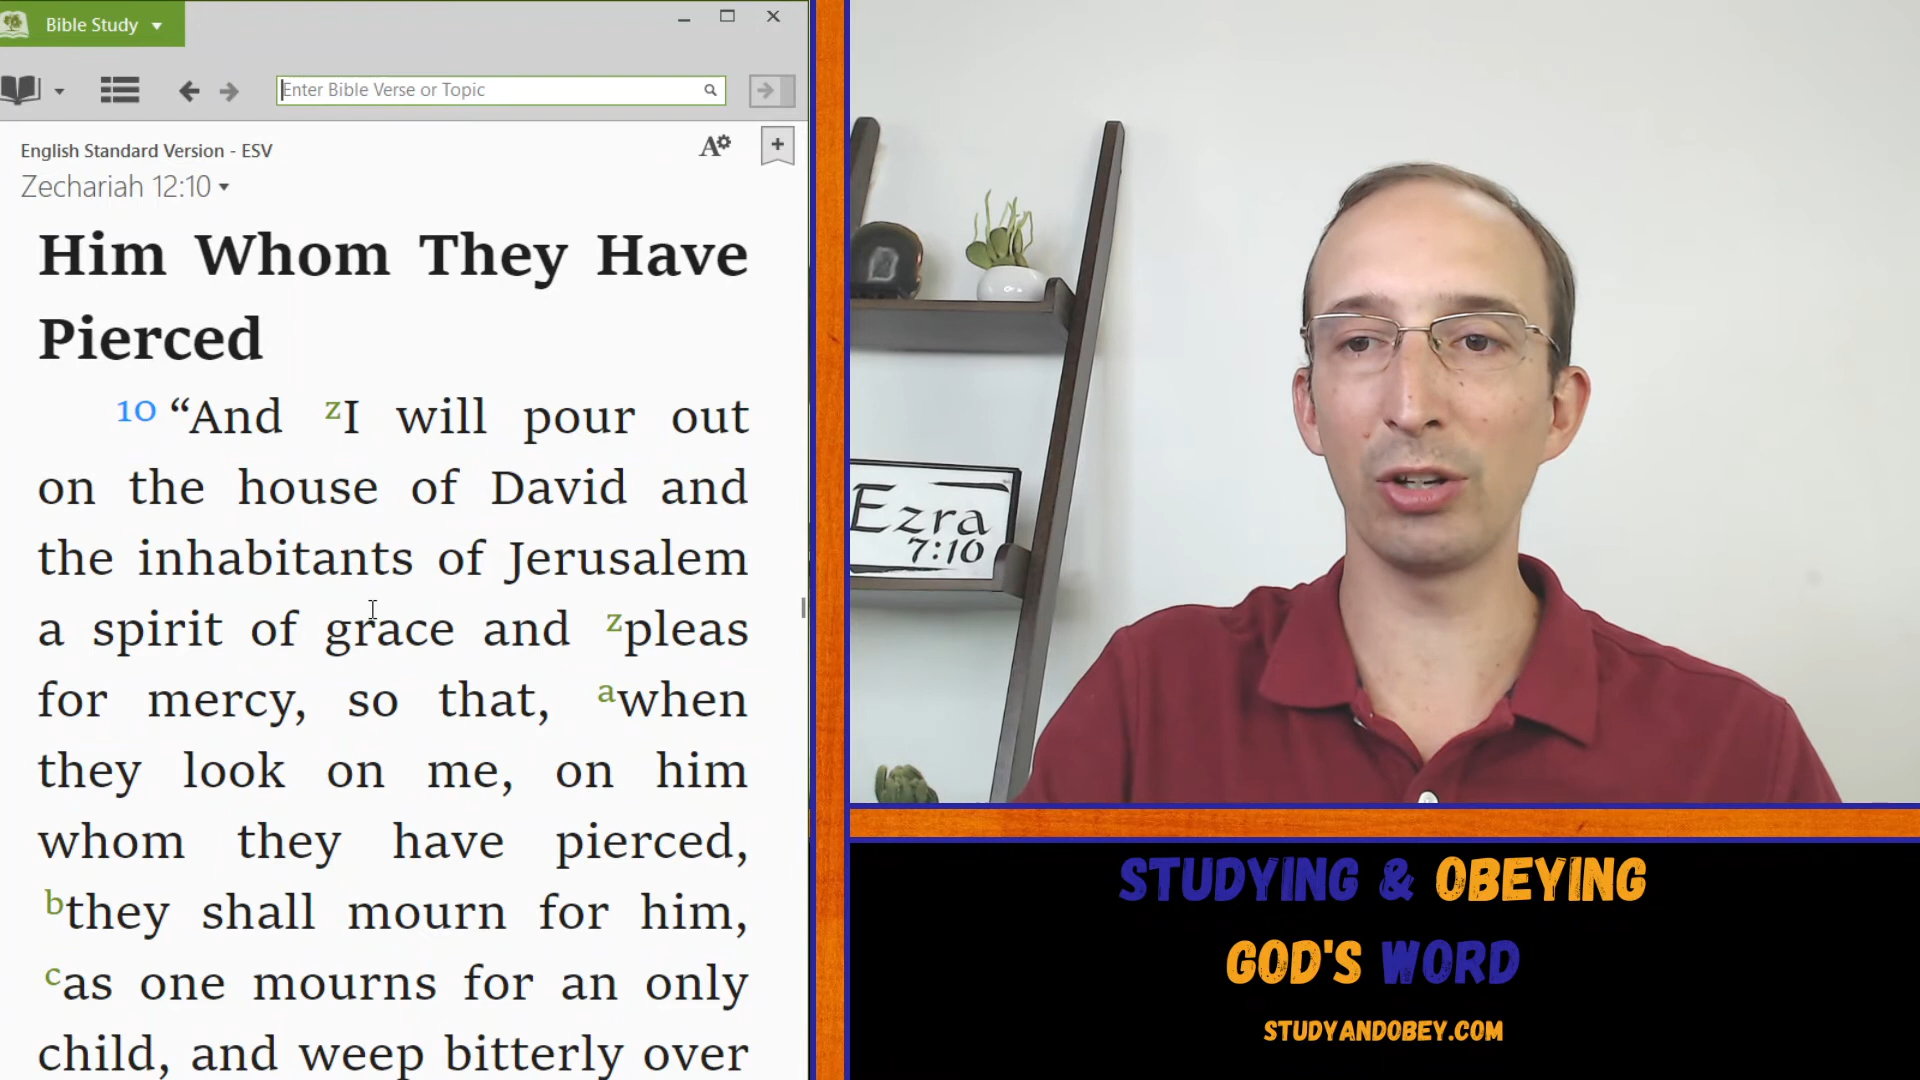 Bible Study
Enter Bible Verse or Topic
English Standard Version - ESV
Zechariah 12:10
Him Whom They Have
Pierced
10 “And zI will pour out
on the house of David and
the inhabitants of Jerusalem
a spirit of grace and zpleas
for mercy, so that, awhen
they look on me, on him
whom they have pierced,
bthey shall mourn for him,
cas one mourns for an only
child, and weep bitterly over
Ezra
7:10
STUDYING & OBEYING
GOD'S WORD
STUDYANDOBEY.COM